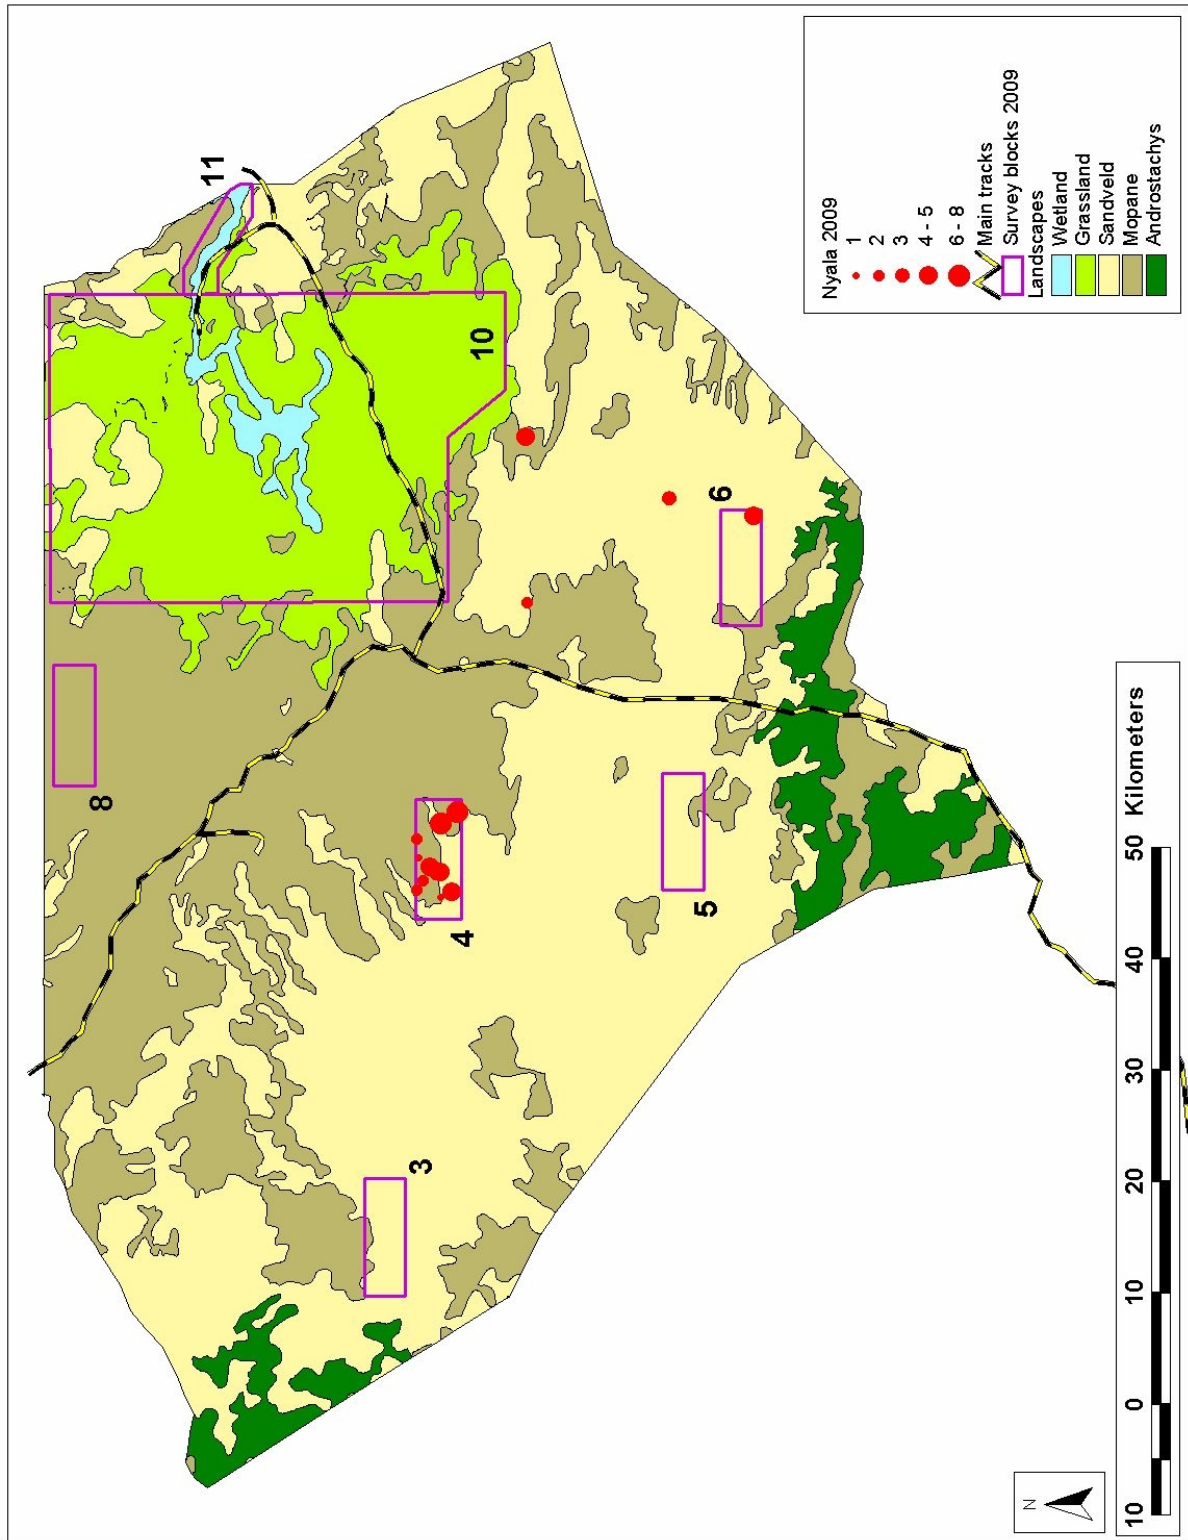 11
10
8
6
4
5
3
Nyala 2009
1
2
3
4 - 5
6 - 8
Main tracks
Survey blocks 2009
Landscapes
Wetland
Grassland
Sandveld
Mopane
Androstachys
N
10 0 10 20 30 40 50 Kilometers